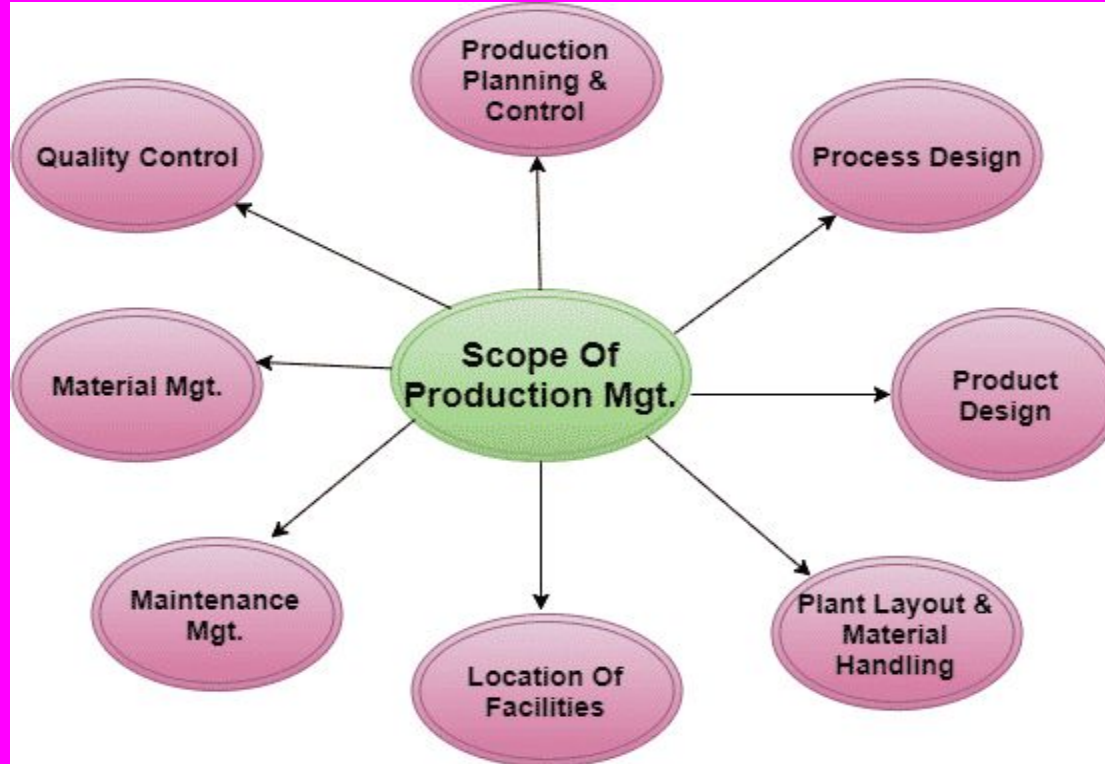 Production
Planning &
Control
Quality Control
Process Design
Scope Of
Production Mgt.
Material Mgt.
Product
Design
Maintenance
Mgt.
Plant Layout &
Material
Handling
Location Of
Facilities